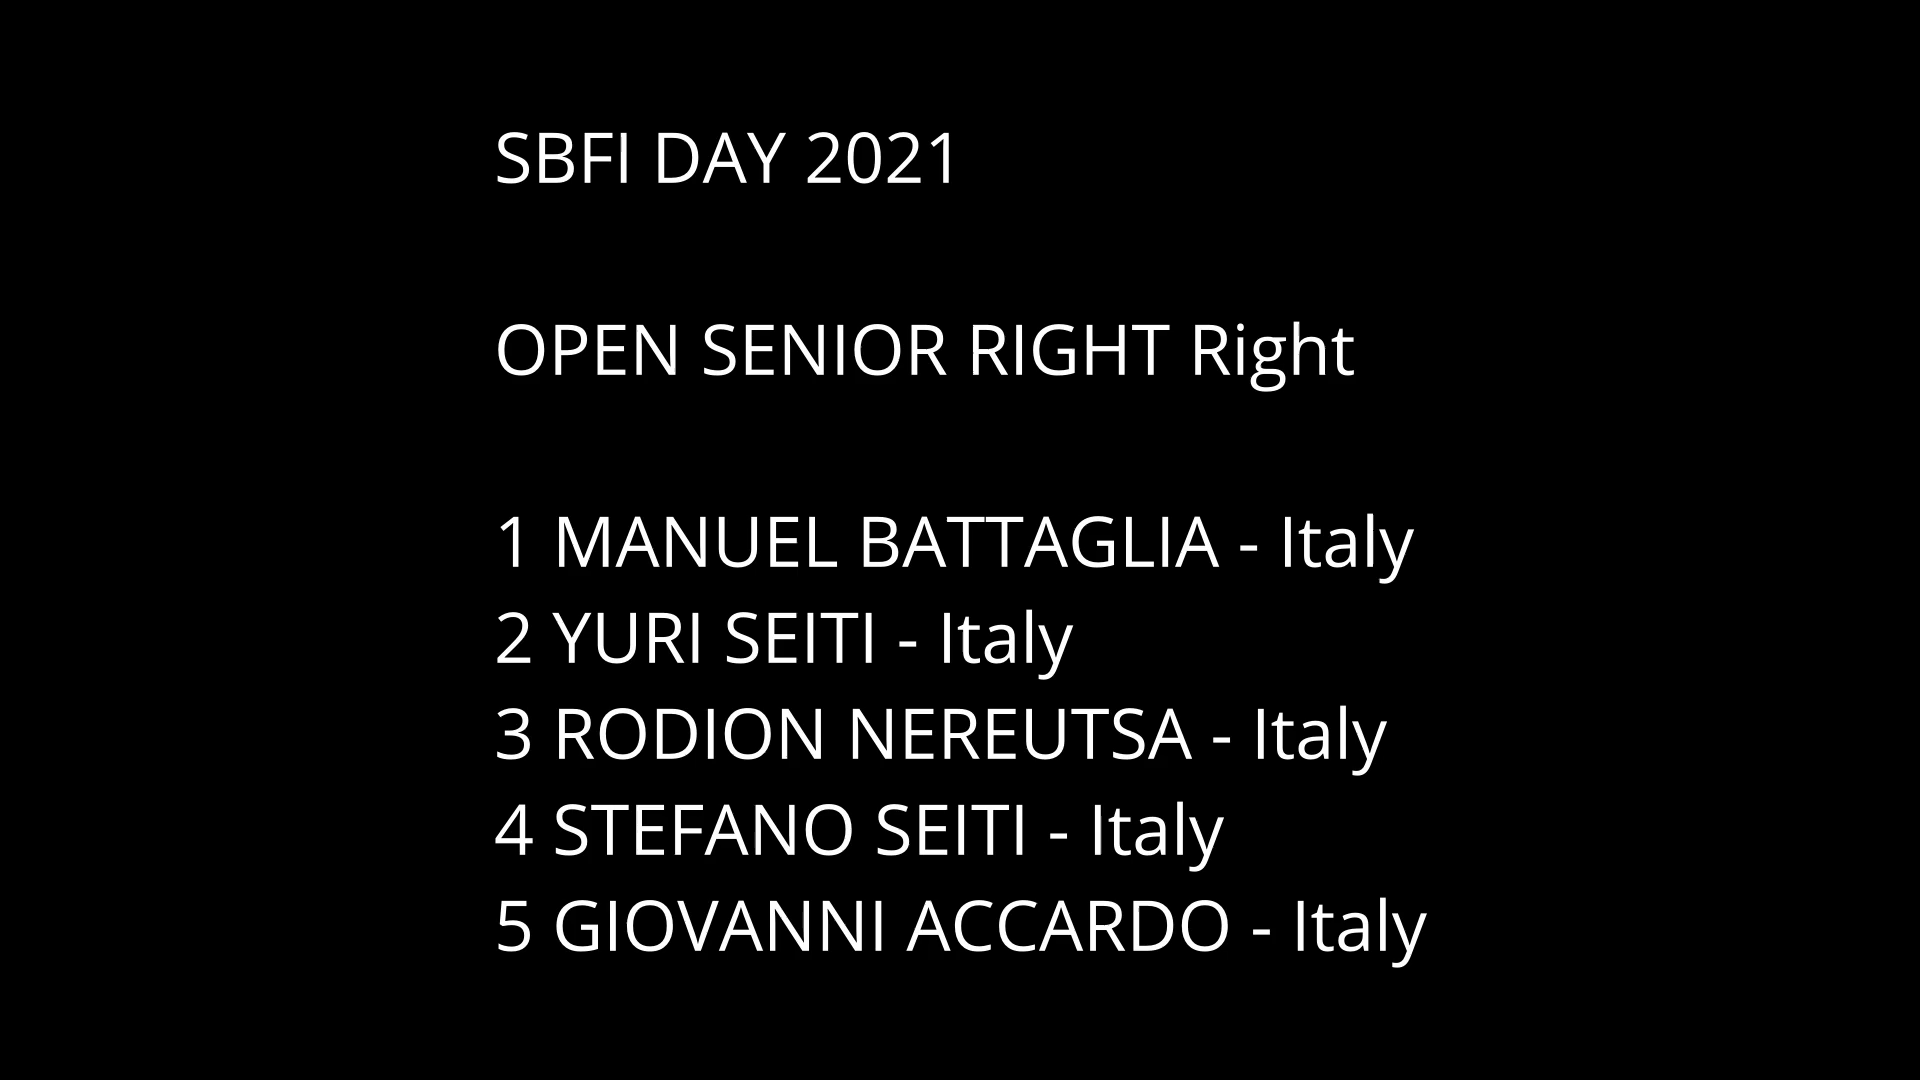 SBFI DAY 2021
OPEN SENIOR RIGHT Right
1 MANUEL BATTAGLIA - Italy
2 YURI SEITI - Italy
3 RODION NEREUTSA - Italy
4 STEFANO SEITI - Italy
5 GIOVANNI ACCARDO - Italy